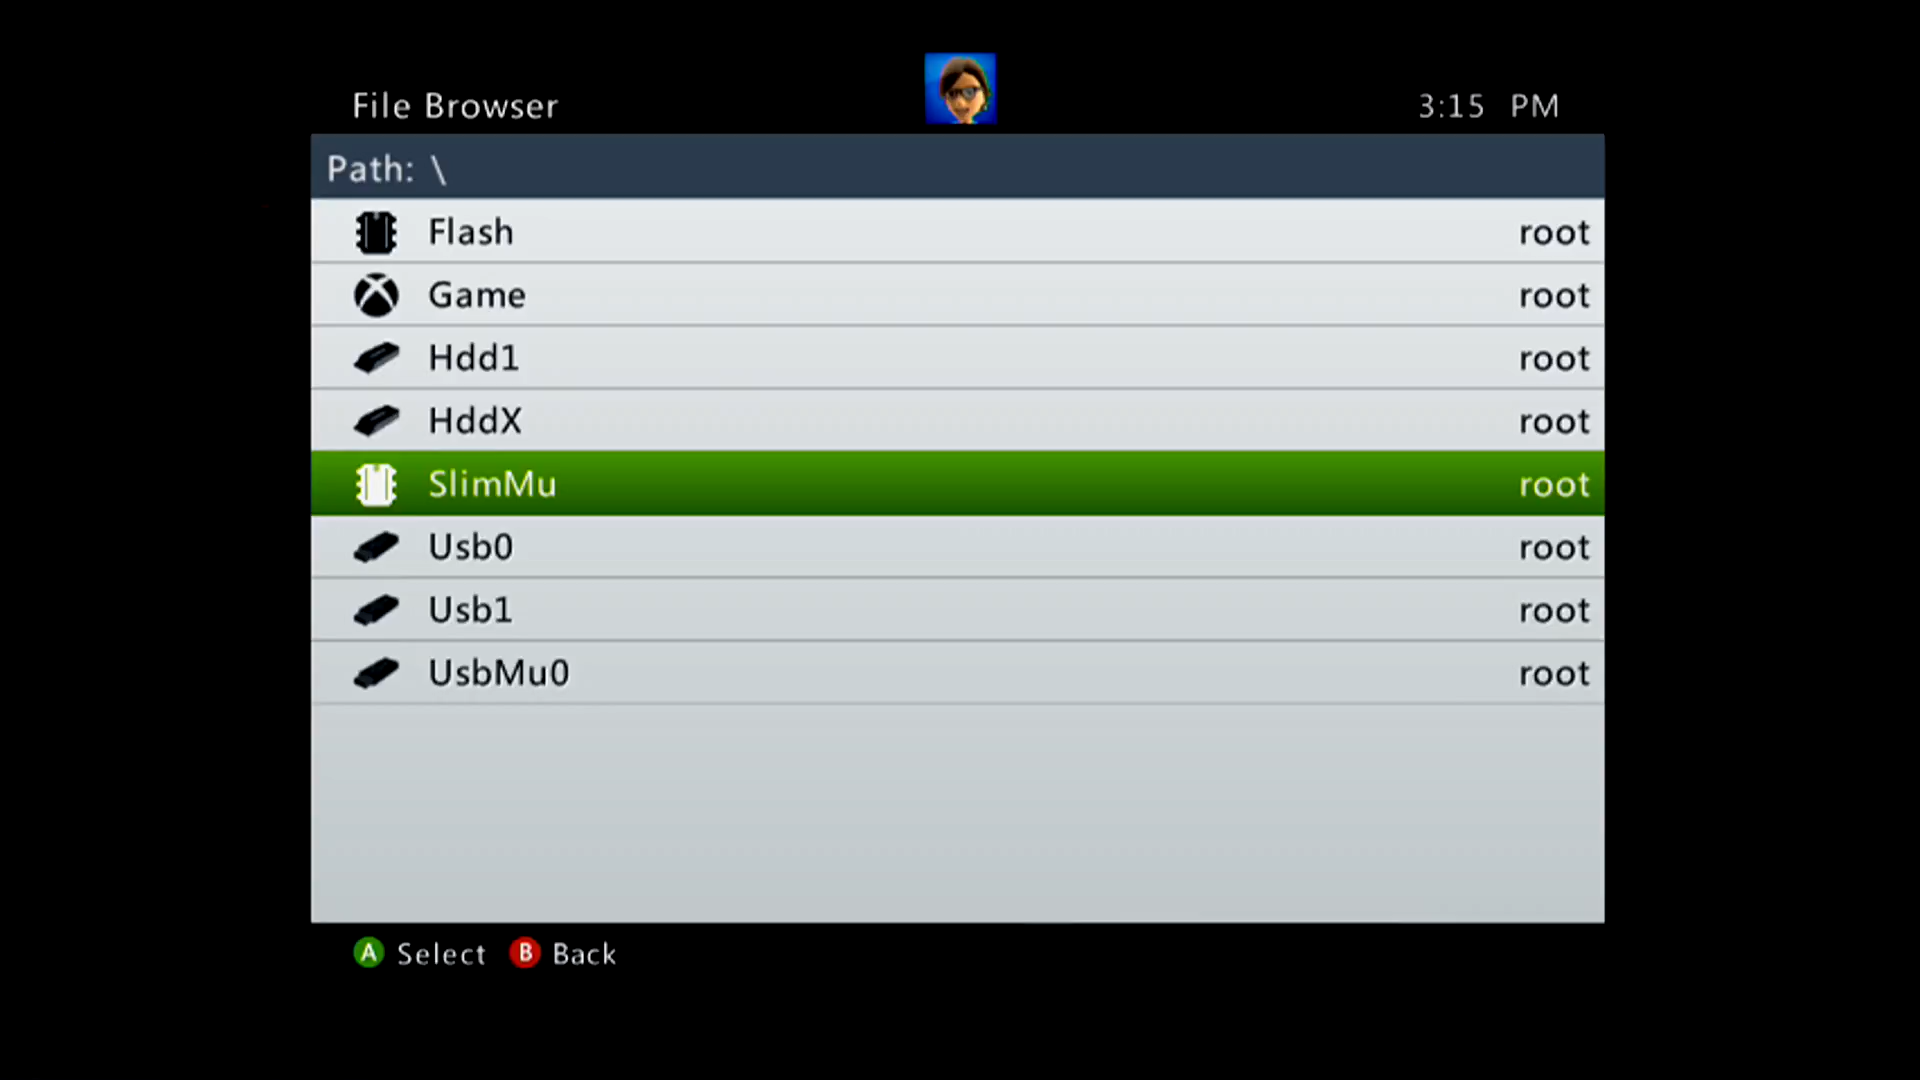 File Browser
3:15 PM
Path: \
Flash root
Game root
Hdd1 root
HddX root
SlimMu root
Usb0 root
Usb1 root
UsbMu0 root
A Select B Back